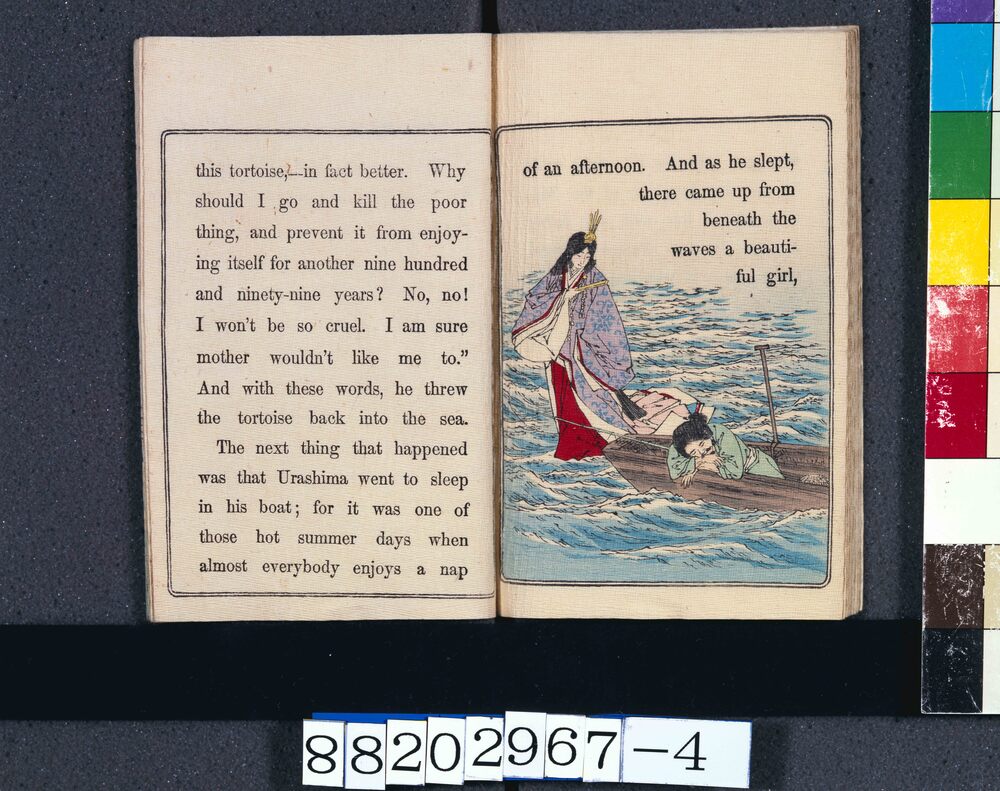 this tortoise,—in fact better. Why
should I go and kill the poor
thing, and prevent it from enjoy-
ing itself for another nine hundred
and ninety-nine years? No, no!
I won't be so cruel. I am sure
mother wouldn't like me to."
And with these words, he threw
the tortoise back into the sea.
The next thing that happened
was that Urashima went to sleep
in his boat; for it was one of
those hot summer days when
almost everybody enjoys a nap
of an afternoon. And as he slept,
there came up from
beneath the
waves a beauti-
ful girl,
88202967-4